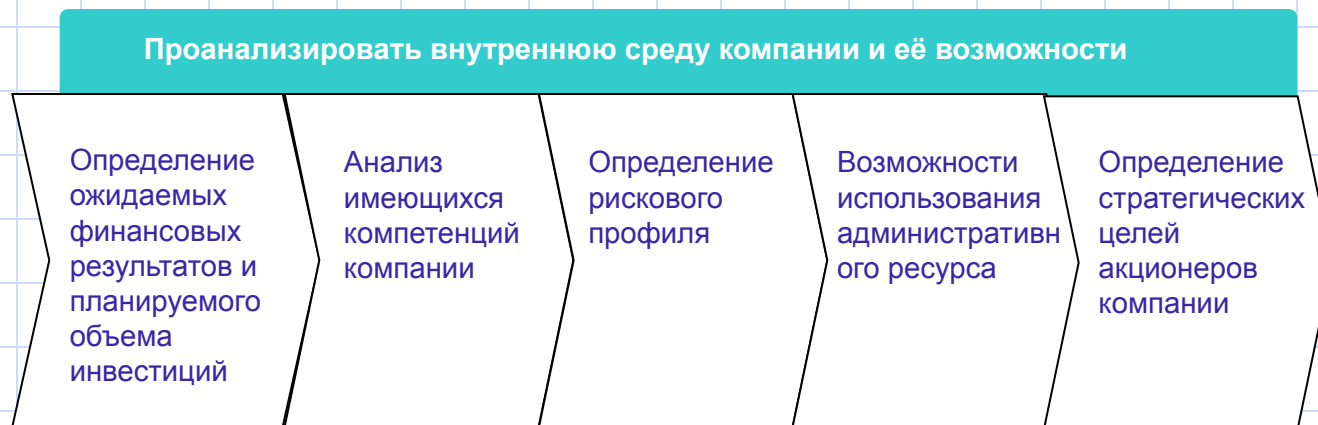 Проанализировать внутреннюю среду компании и её возможности
Определение
ожидаемых
финансовых
результатов и
планируемого
объема
инвестиций
Анализ
имеющихся
компетенций
компании
Определение
рискового
профиля
Возможности
использования
административн
ого ресурса
Определение
стратегических
целей
акционеров
компании